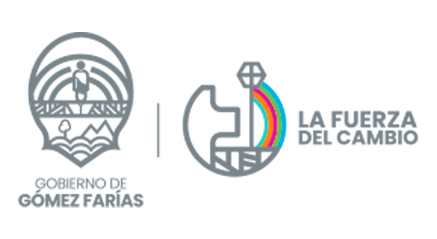 GOBIERNO DE
GÓMEZ FARÍAS
LA FUERZA
DEL CAMBIO